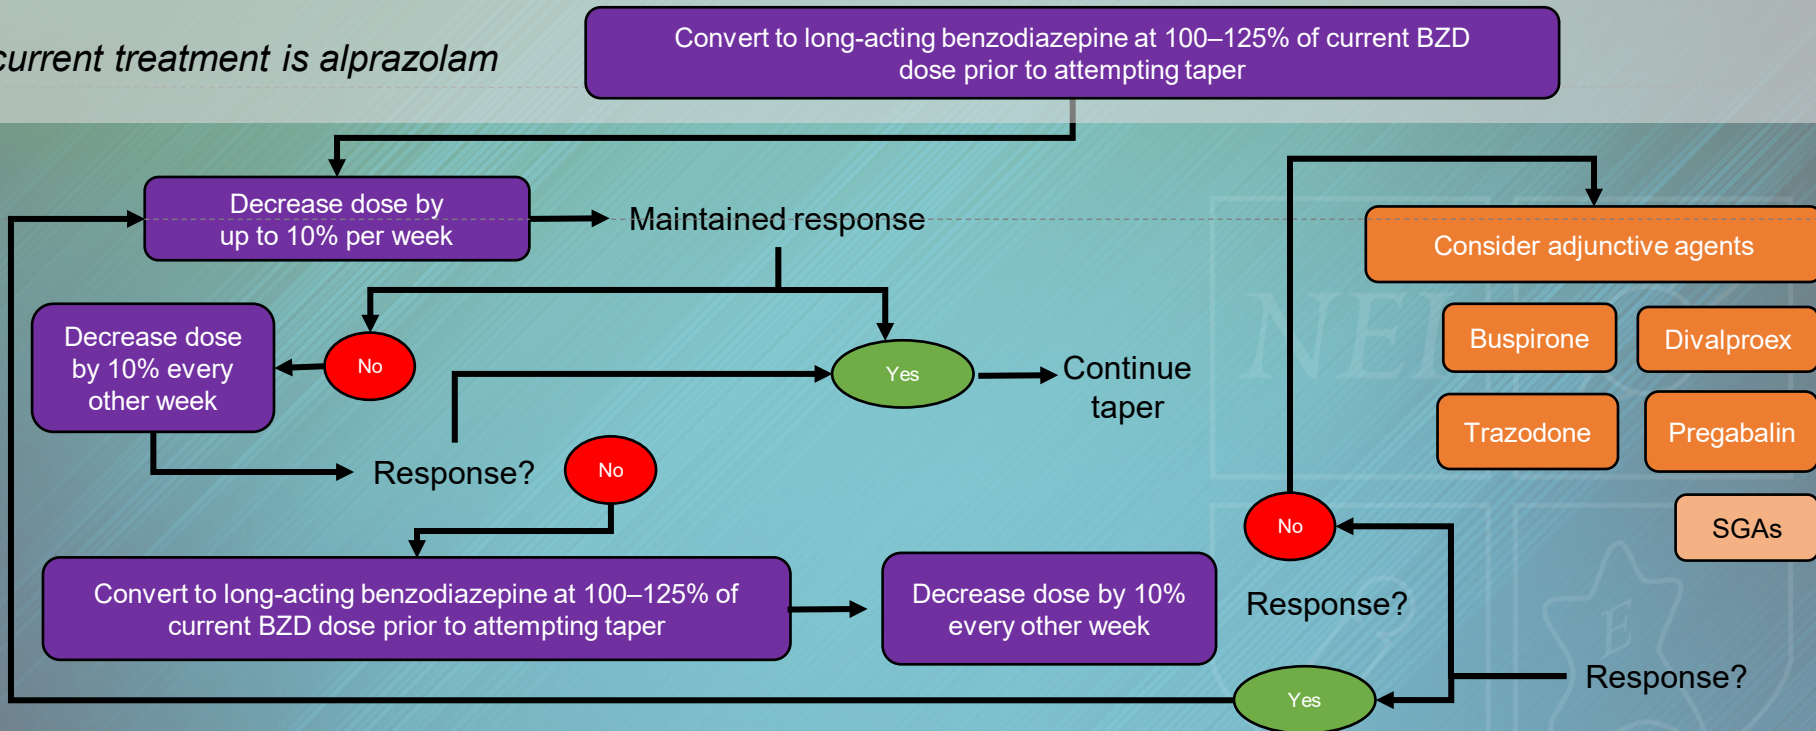 current treatment is alprazolam
Convert to long-acting benzodiazepine at 100–125% of current BZD
dose prior to attempting taper
Decrease dose by
up to 10% per week
Maintained response
Consider adjunctive agents
Buspirone
Divalproex
Trazodone
Pregabalin
SGAs
Decrease dose
by 10% every
other week
No
Yes
Continue
taper
Response?
No
Convert to long-acting benzodiazepine at 100–125% of
current BZD dose prior to attempting taper
Decrease dose by 10%
every other week
No
Response?
Response?
Yes
NEI
E